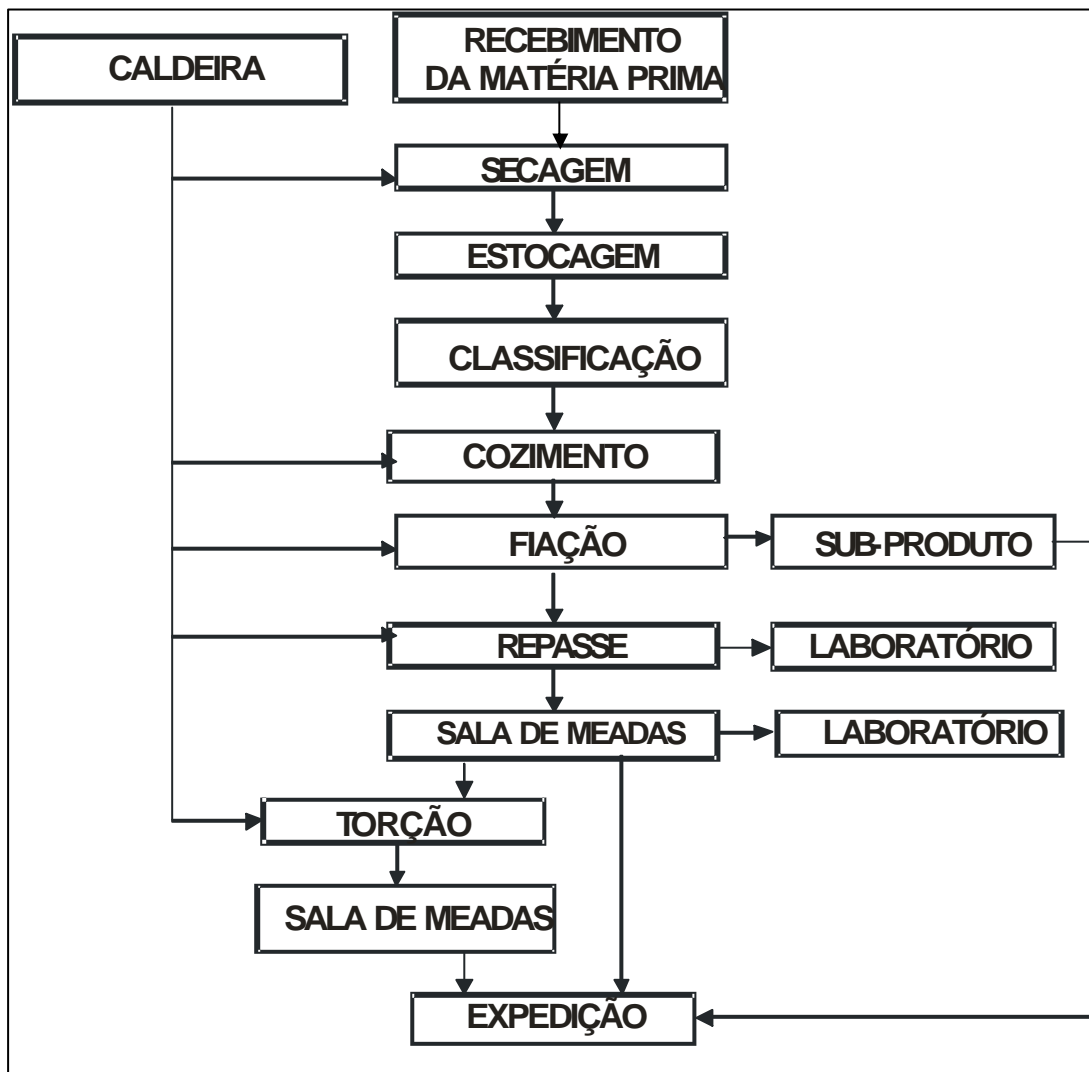 CALDEIRA
RECEBIMENTO
DA MATÉRIA PRIMA
SECAGEM
ESTOCAGEM
CLASSIFICAÇÃO
COZIMENTO
FIAÇÃO
SUB-PRODUTO
REPASSE
LABORATÓRIO
SALA DE MEADAS
LABORATÓRIO
TORÇÃO
SALA DE MEADAS
EXPEDIÇÃO